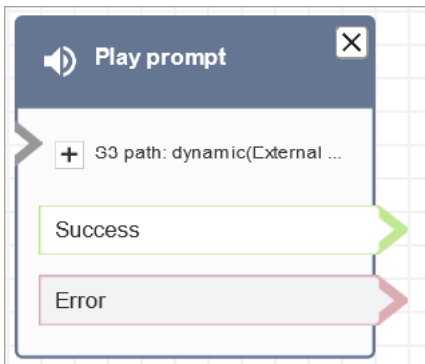 Play prompt
S3 path: dynamic(External ...
Success
Error